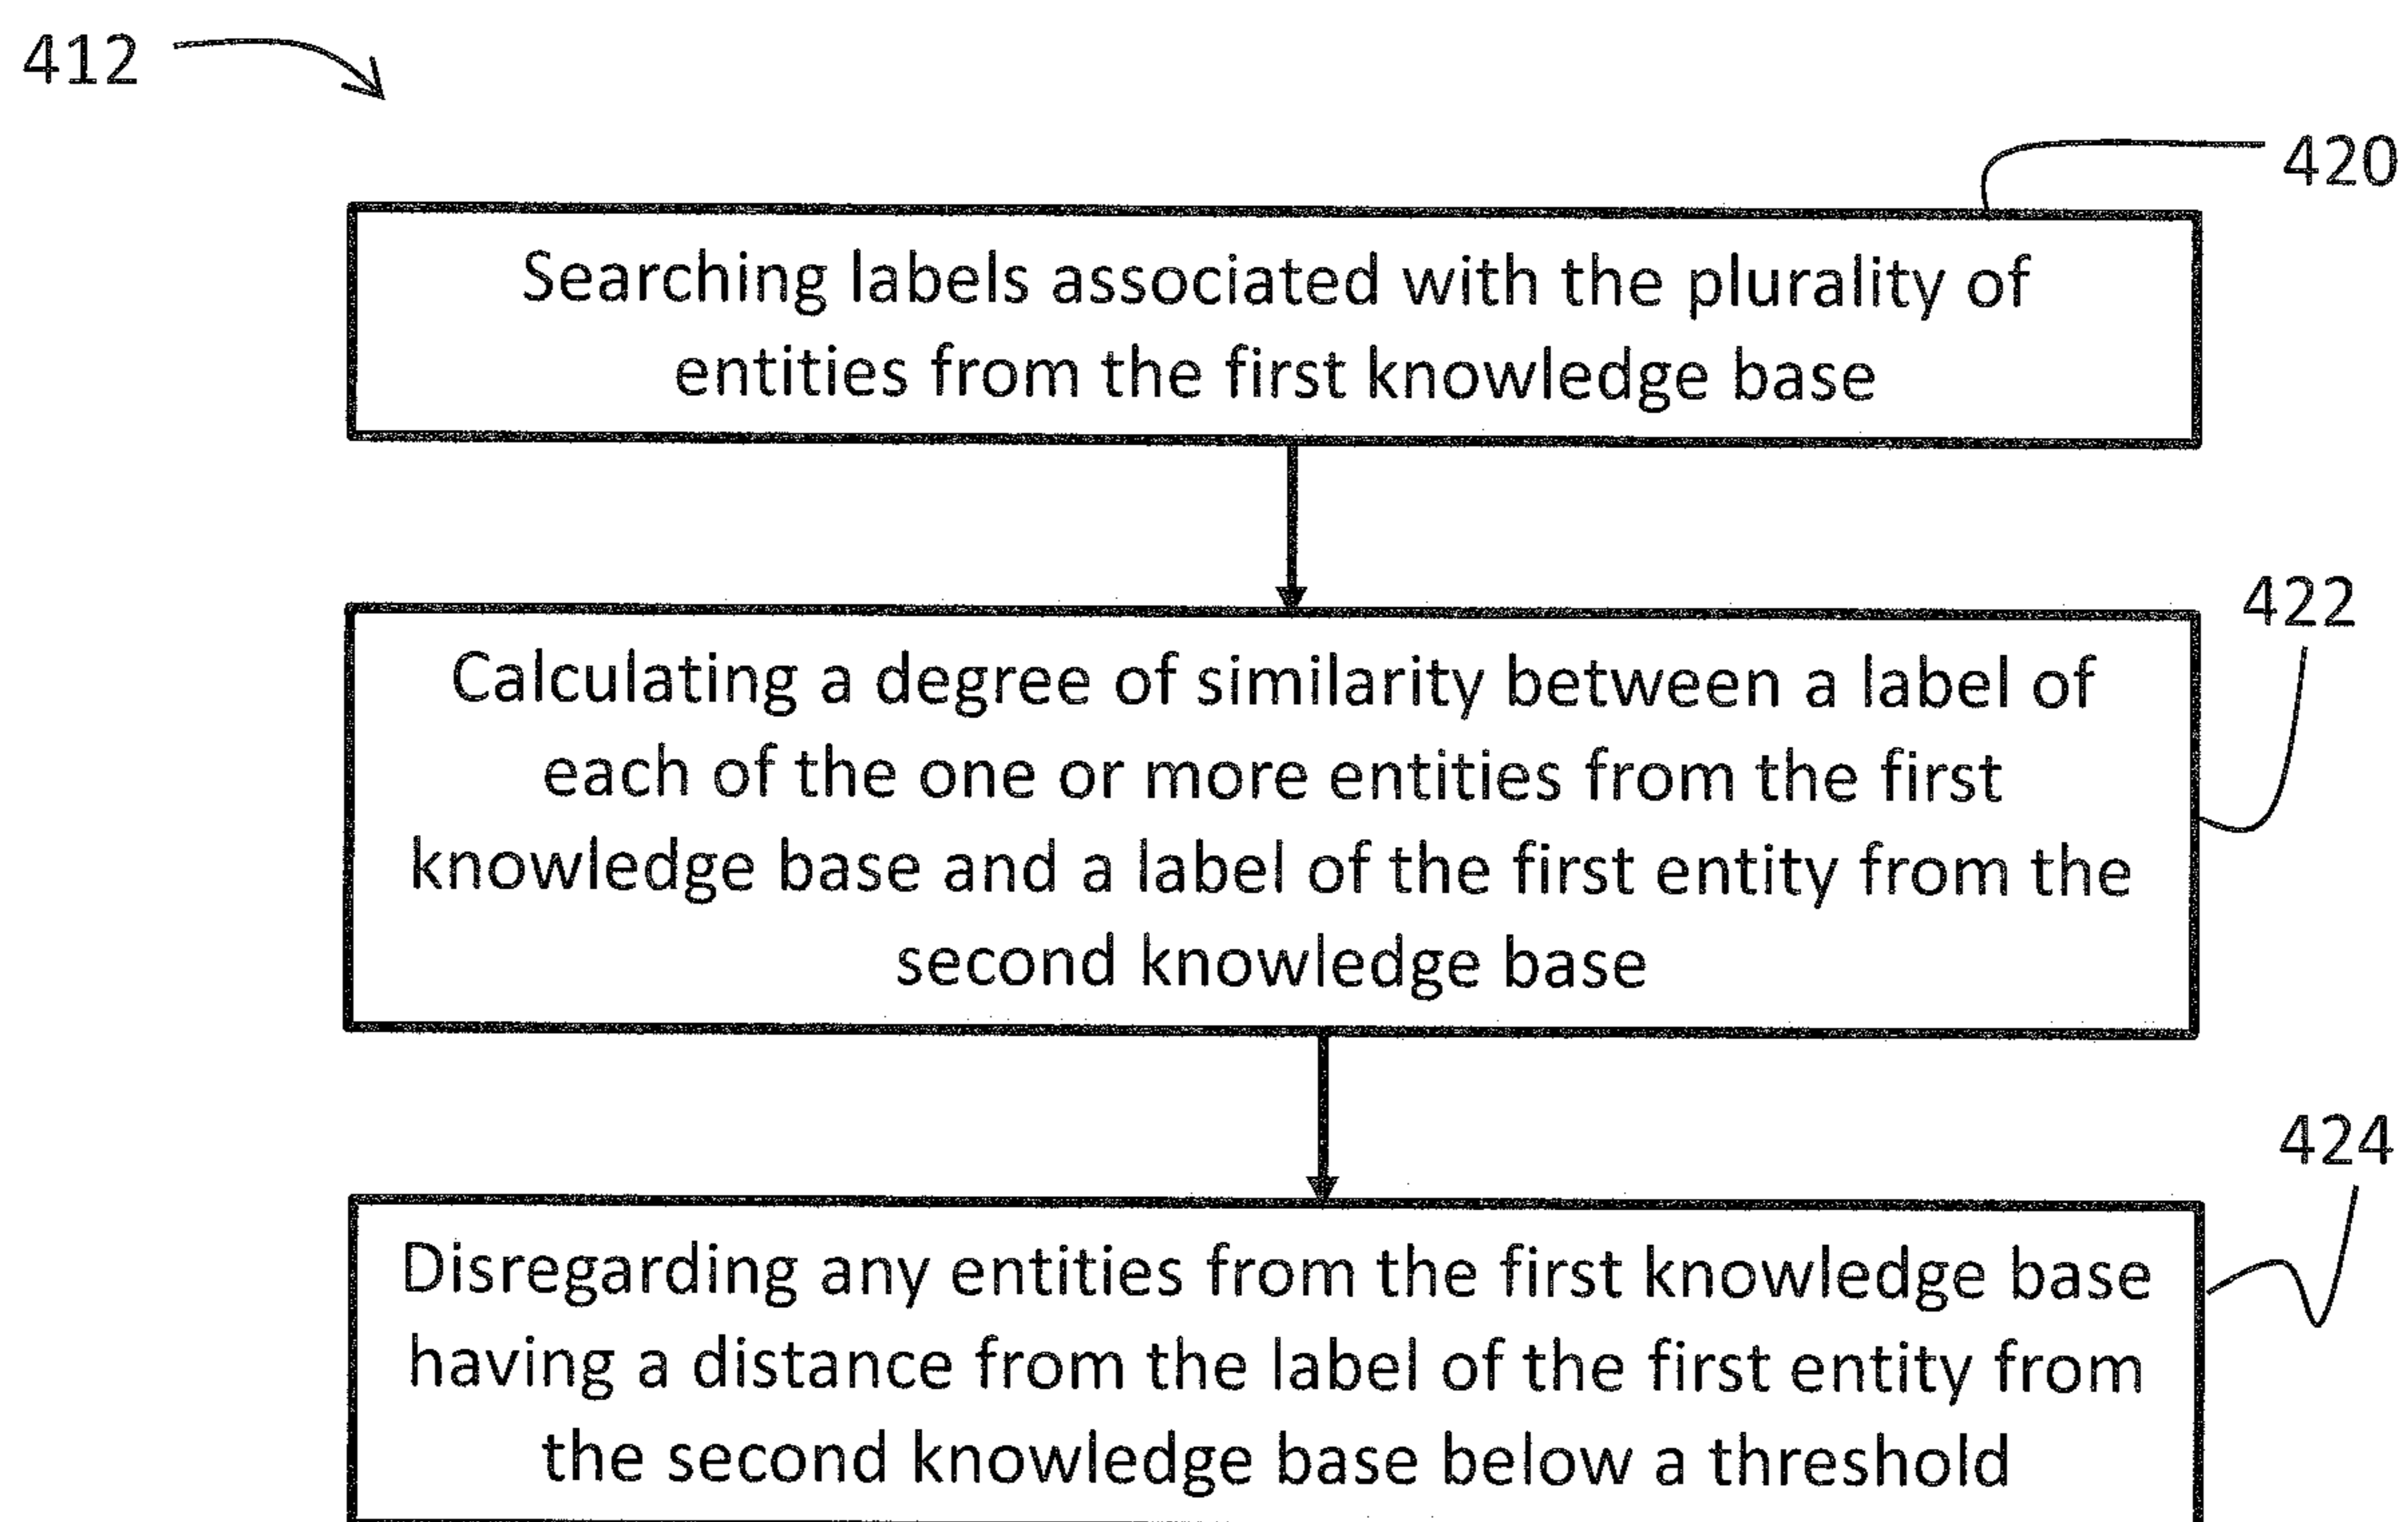 412
420
Searching labels associated with the plurality of
entities from the first knowledge base
422
Calculating a degree of similarity between a label of
each of the one or more entities from the first
knowledge base and a label of the first entity from the
second knowledge base
424
Disregarding any entities from the first knowledge base
having a distance from the label of the first entity from
the second knowledge base below a threshold